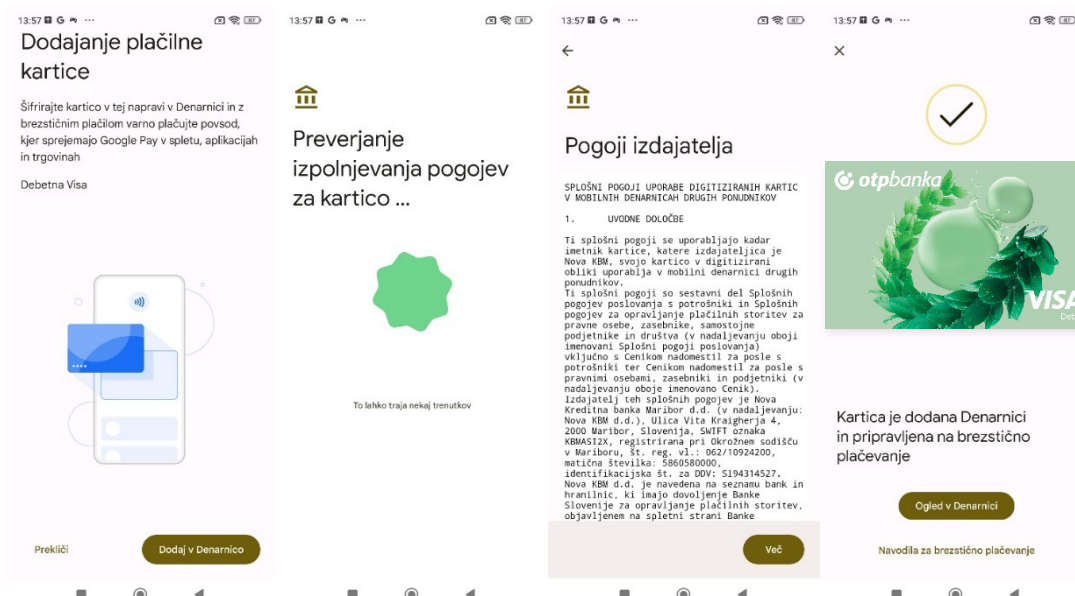 13:57 G ...
87
Dodajanje plačilne
kartice
Šifrirajte kartico v tej napravi v Denarnici in z
brezstičnim plačilom varno plačujte povsod,
kjer sprejemajo Google Pay v spletu, aplikacijah
in trgovinah
Debetna Visa
Prekliči
Dodaj v Denarnico
13:57 G ...
87
Preverjanje
izpolnjevanja pogojev
za kartico ...
To lahko traja nekaj trenutkov
13:57 G ...
87
Pogoji izdajatelja
SPLOŠNI POGOJI UPORABE DIGITIZIRANIH KARTIC
V MOBILNIH DENARNICAH DRUGIH PONUDNIKOV
1. UVODNE DOLOČBE
Ti splošni pogoji se uporabljajo kadar
imetnik kartice, katere izdajateljica je
Nova KBM, svojo kartico v digitizirani
obliki uporablja v mobilni denarnici drugih
ponudnikov.
Ti splošni pogoji so sestavni del Splošnih
pogojev poslovanja s potrošniki in Splošnih
pogojev za opravljanje plačilnih storitev za
pravne osebe, zasebnike, samostojne
podjetnike in društva (v nadaljevanju oboji
imenovani Splošni pogoji poslovanja)
vključno s Cenikom nadomestil za posle s
potrošniki ter Cenikom nadomestil za posle s
pravnimi osebami, zasebniki in podjetniki (v
nadaljevanju oboje imenovano Cenik).
Izdajatelj teh splošnih pogojev je Nova
Kreditna banka Maribor d.d. (v nadaljevanju:
Nova KBM d.d.), Ulica Vita Kraigherja 4,
2000 Maribor, Slovenija, SWIFT oznaka
KBMASI2X, registrirana pri Okrožnem sodišču
v Mariboru, št. reg. vl.: 062/10924200,
matična številka: 5860580000,
identifikacijska št. za DDV: SI94314527.
Nova KBM d.d. je navedena na seznamu bank in
hranilnic, ki imajo dovoljenje Banke
Slovenije za opravljanje plačilnih storitev,
objavljenem na spletni strani Banke
Več
13:57 G ...
87
otpbanka
VISA
Deb
Kartica je dodana Denarnici
in pripravljena na brezstično
plačevanje
Ogled v Denarnici
Navodila za brezstično plačevanje